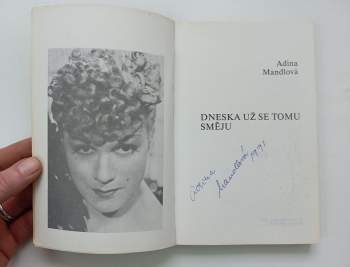 Adina
Mandlová
DNESKA UŽ SE TOMU
SMĚJU
Adina
Mandlová 1991